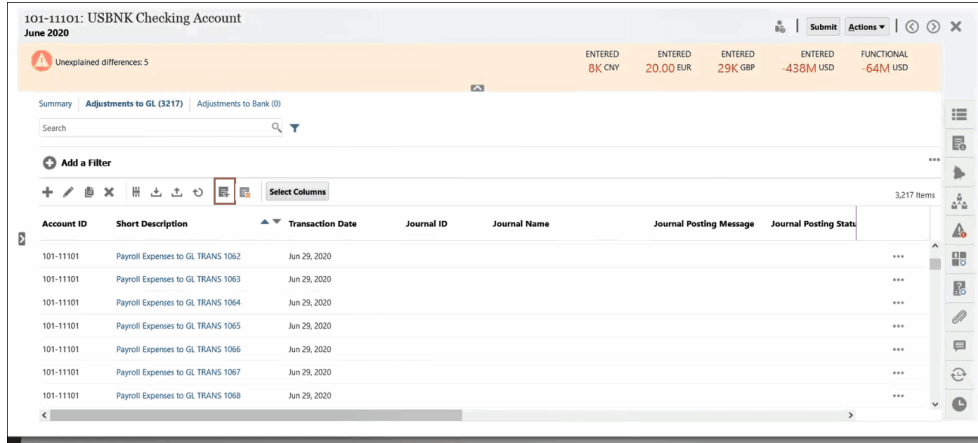 101-11101: USBNK Checking Account
June 2020
Submit Actions
Unexplained differences: 5
ENTERED ENTERED ENTERED ENTERED FUNCTIONAL
8K CNY 20.00 EUR 29K GBP -438M USD -64M USD
Summary Adjustments to GL (3217) Adjustments to Bank (0)
Search
Add a Filter
Select Columns
3,217 Items
Account ID Short Description Transaction Date Journal ID Journal Name Journal Posting Message Journal Posting Statu
101-11101 Payroll Expenses to GL TRANS 1062 Jun 29, 2020
101-11101 Payroll Expenses to GL TRANS 1063 Jun 29, 2020
101-11101 Payroll Expenses to GL TRANS 1064 Jun 29, 2020
101-11101 Payroll Expenses to GL TRANS 1065 Jun 29, 2020
101-11101 Payroll Expenses to GL TRANS 1066 Jun 29, 2020
101-11101 Payroll Expenses to GL TRANS 1067 Jun 29, 2020
101-11101 Payroll Expenses to GL TRANS 1068 Jun 29, 2020